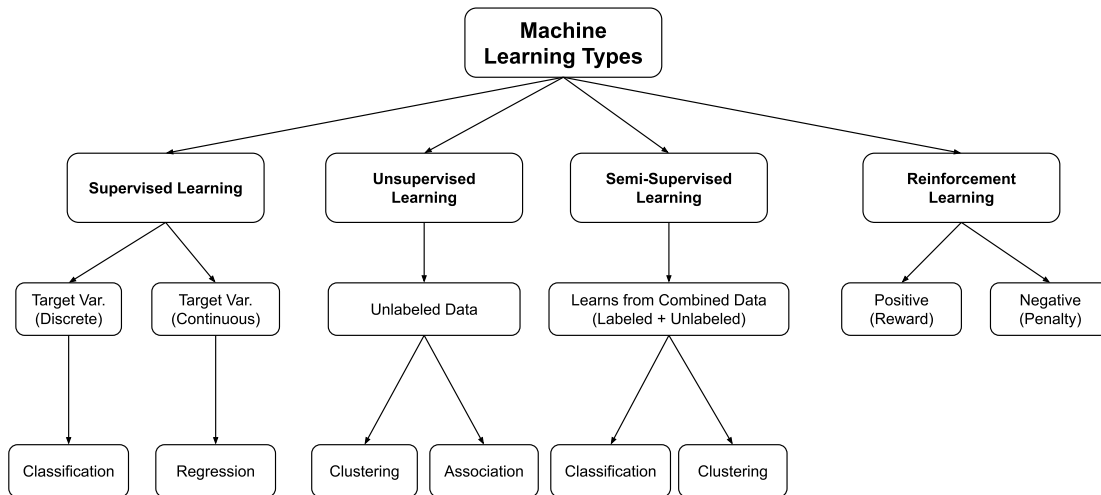 Machine
Learning Types
Supervised Learning
Unsupervised
Learning
Semi-Supervised
Learning
Reinforcement
Learning
Target Var.
(Discrete)
Target Var.
(Continuous)
Unlabeled Data
Learns from Combined Data
(Labeled + Unlabeled)
Positive
(Reward)
Negative
(Penalty)
Classification
Regression
Clustering
Association
Classification
Clustering